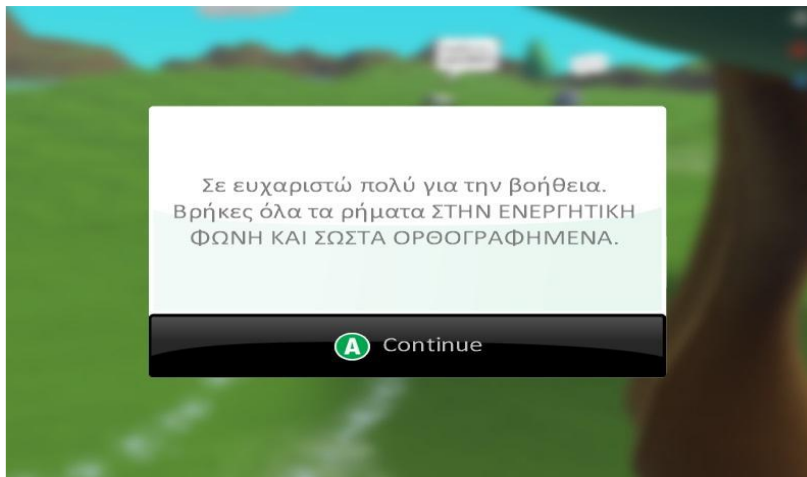 Σε ευχαριστώ πολύ για την βοήθεια.
Βρήκες όλα τα ρήματα ΣΤΗΝ ΕΝΕΡΓΗΤΙΚΗ
ΦΩΝΗ ΚΑΙ ΣΩΣΤΑ ΟΡΘΟΓΡΑΦΗΜΕΝΑ.
A Continue